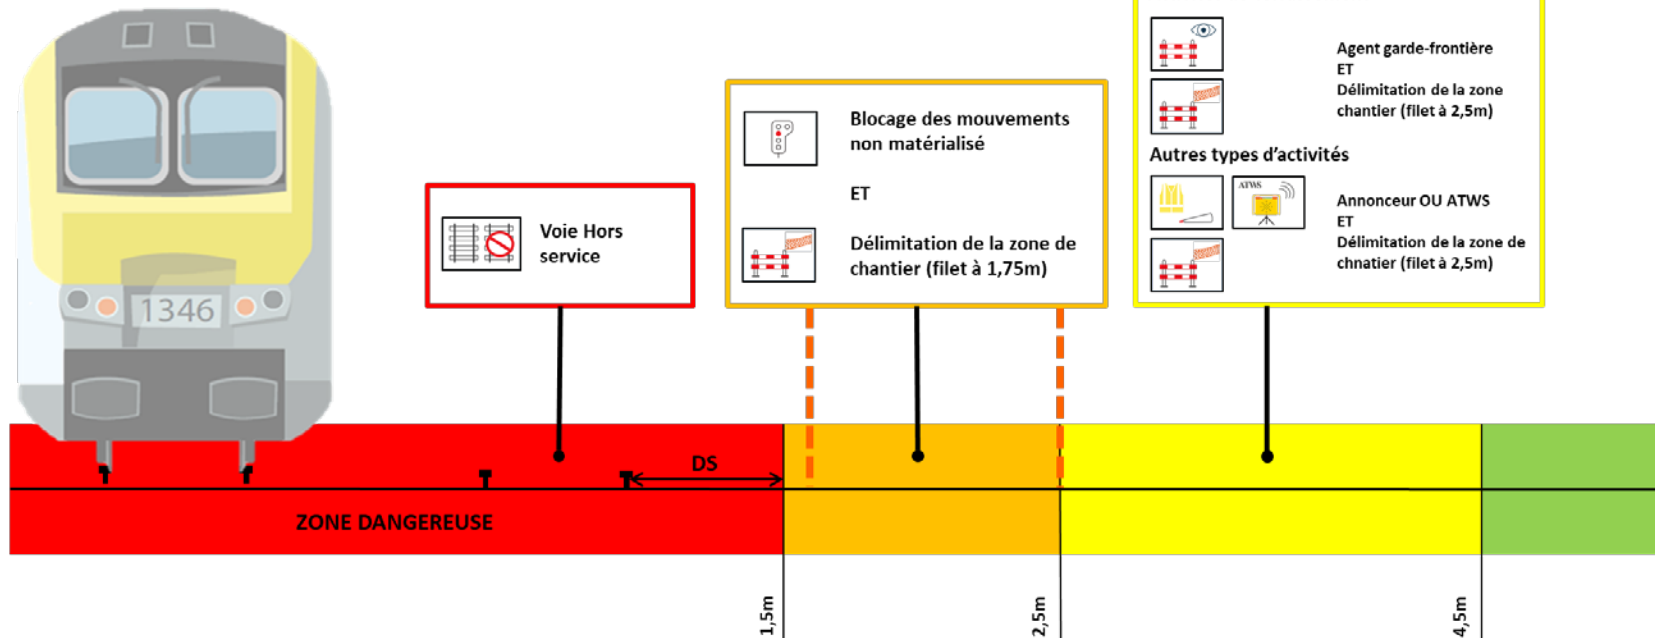 1346
Voie Hors
service
Blocage des mouvements
non matérialisé
ET
Délimitation de la zone de
chantier (filet à 1,75m)
Agent garde-frontière
ET
Délimitation de la zone
chantier (filet à 2,5m)
Autres types d’activités
ATWS
Annonceur OU ATWS
ET
Délimitation de la zone de
chnatier (filet à 2,5m)
DS
ZONE DANGEREUSE
1,5m
2,5m
4,5m